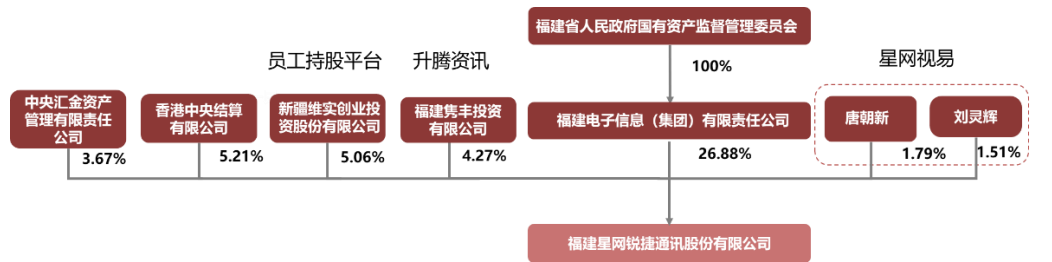 福建省人民政府国有资产监督管理委员会
员工持股平台
升腾资讯
100%
星网视易
中央汇金资产
管理有限责任
公司
香港中央结算
有限公司
新疆维实创业投
资股份有限公司
福建隽丰投资
有限公司
福建电子信息（集团）有限责任公司
唐朝新
刘灵辉
3.67%
5.21%
5.06%
4.27%
26.88%
1.79%
1.51%
福建星网锐捷通讯股份有限公司